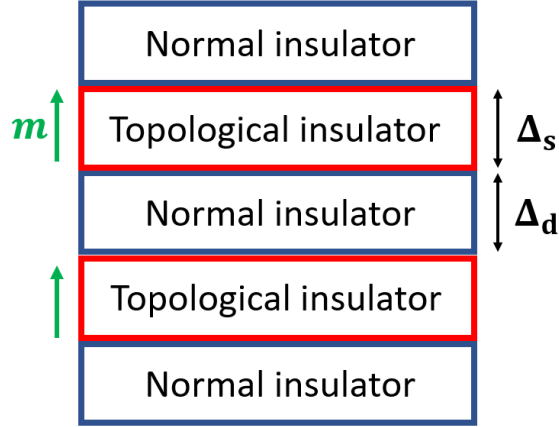 Normal insulator
m
Topological insulator
Δs
Normal insulator
Δd
Topological insulator
Normal insulator